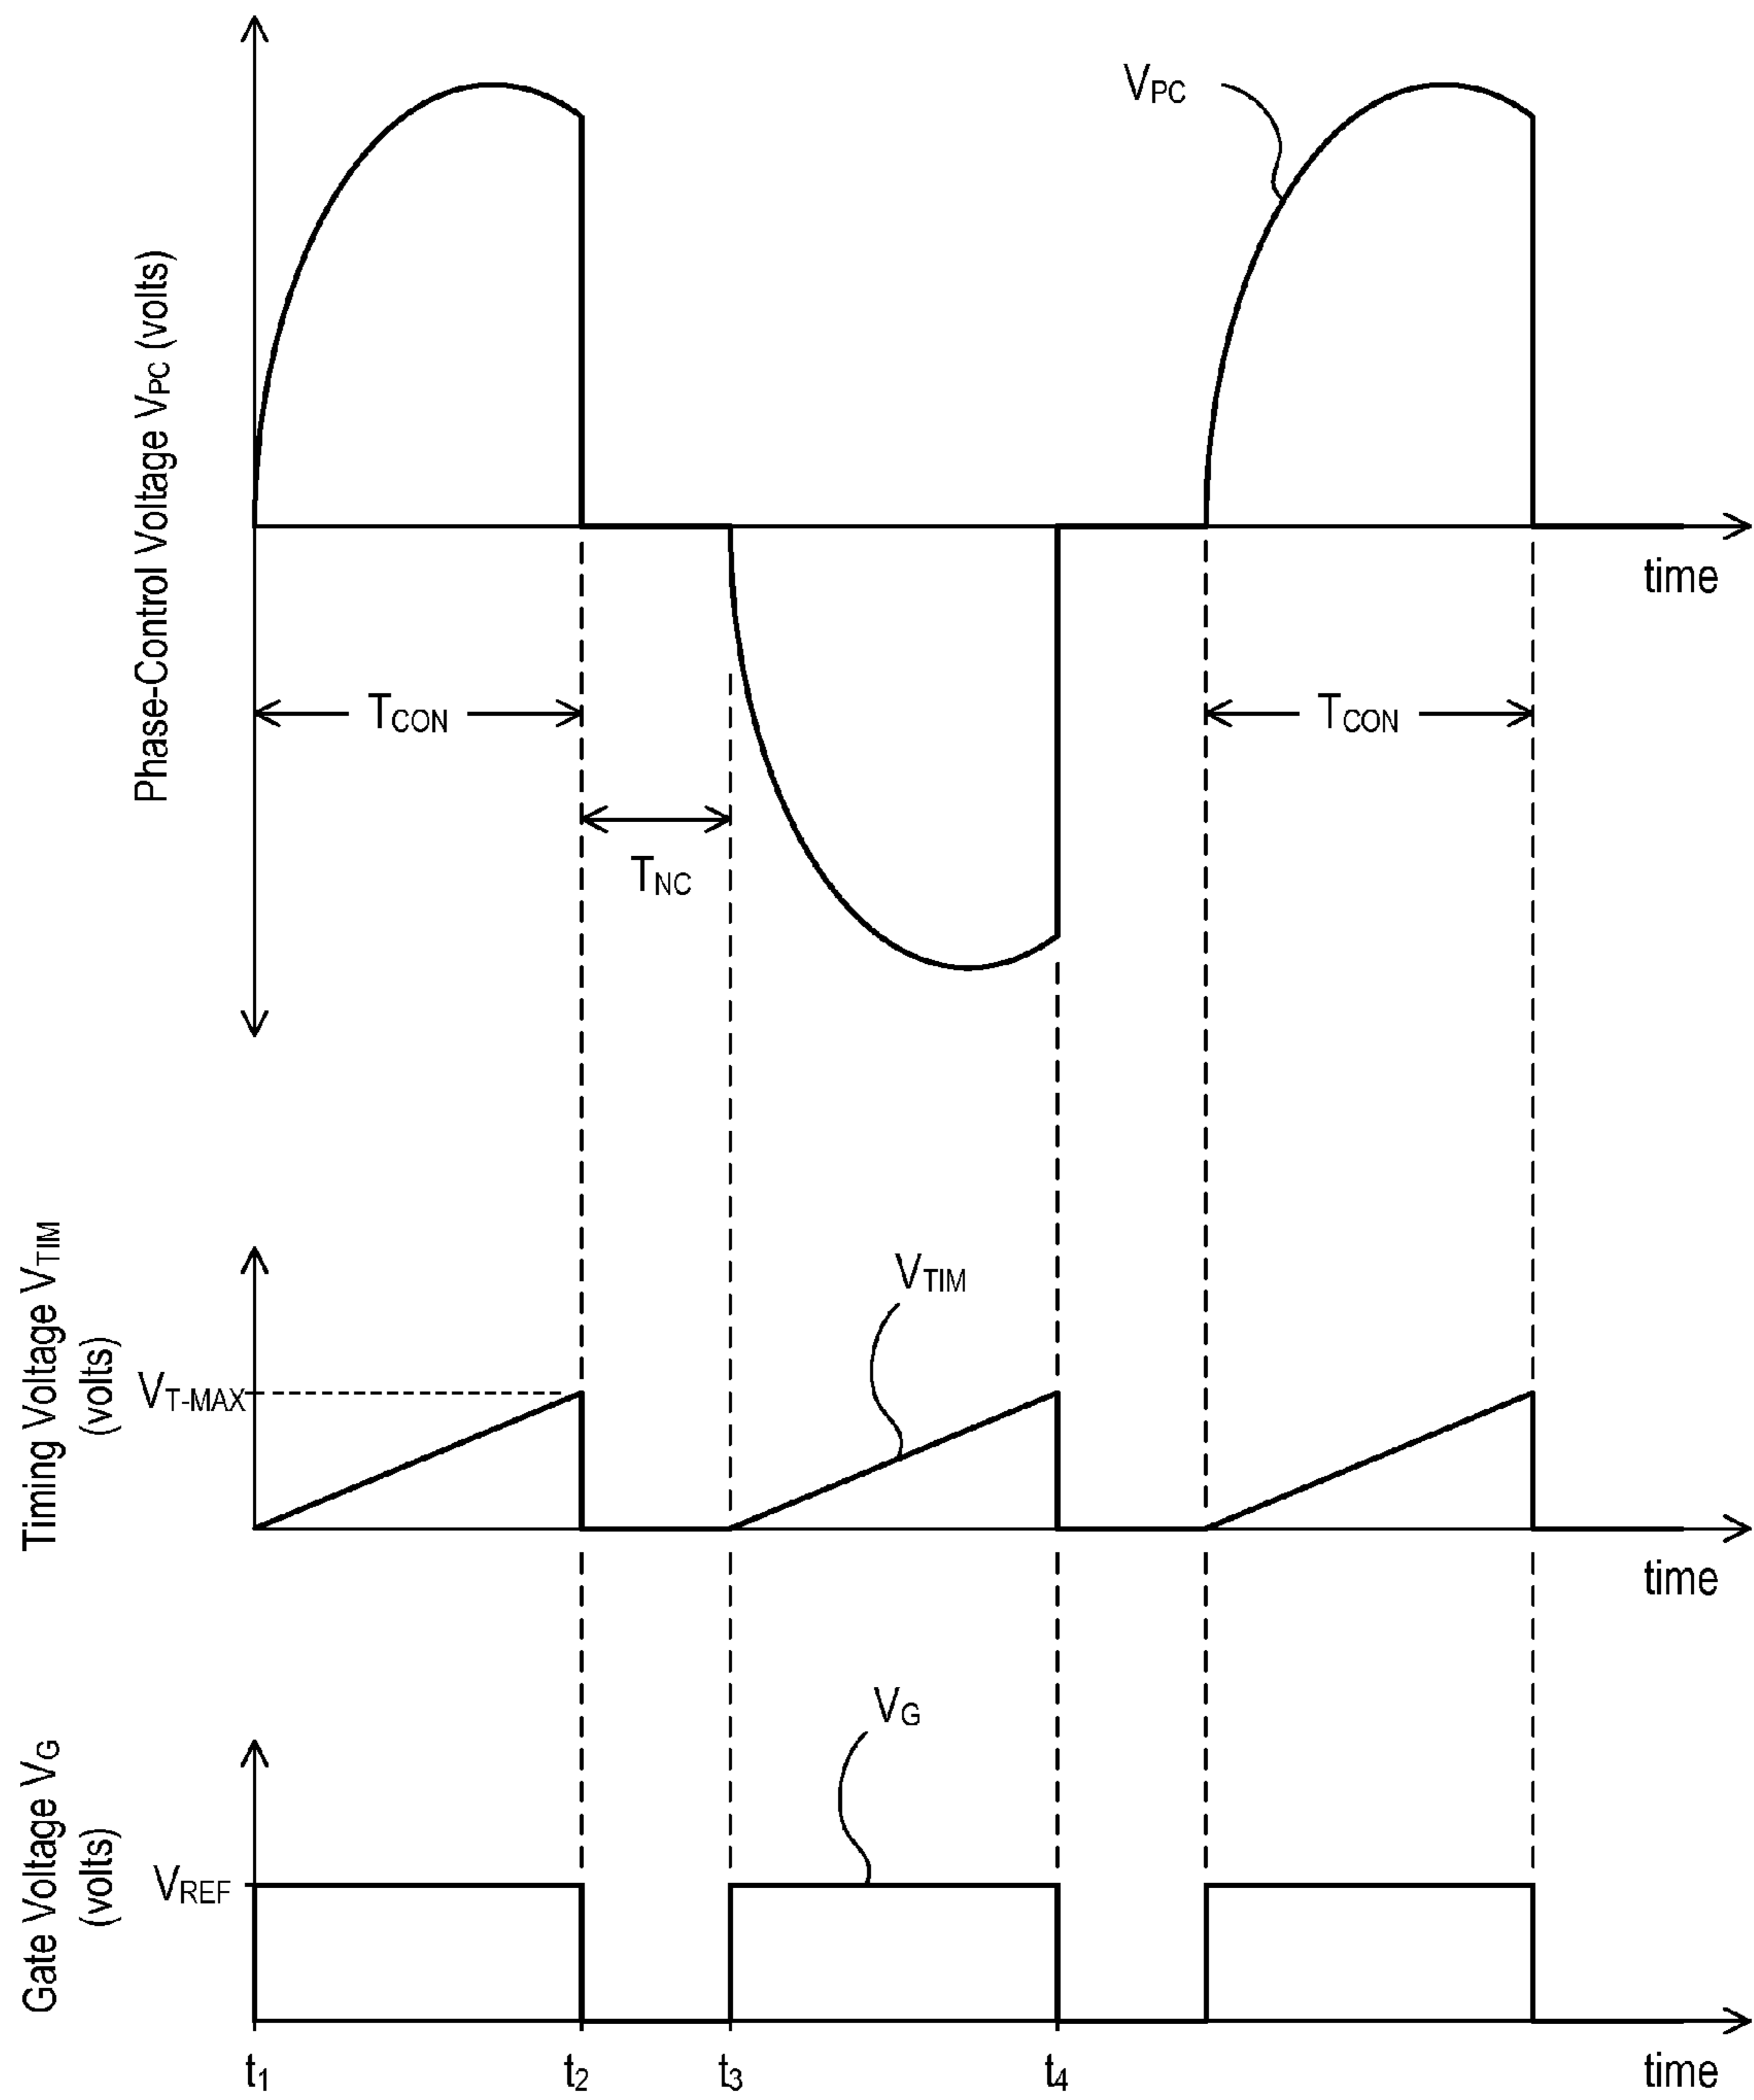 Phase-Control Voltage VPC (volts)
VPC
time
TCON
TCON
TNC
Timing Voltage VTIM
(volts)
VTIM
VT-MAX
time
Gate Voltage VG
(volts)
VG
VREF
t1
t2
t3
t4
time